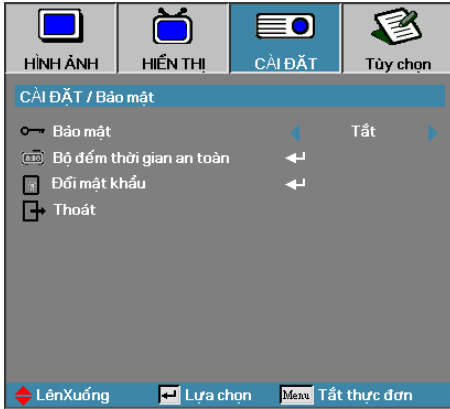 HÌNH ẢNH HIỂN THỊ CÀI ĐẶT Tùy chọn
CÀI ĐẶT / Bảo mật
Bảo mật Tắt
Bộ đếm thời gian an toàn
Đổi mật khẩu
Thoát
LênXuống Lựa chọn Menu Tắt thực đơn